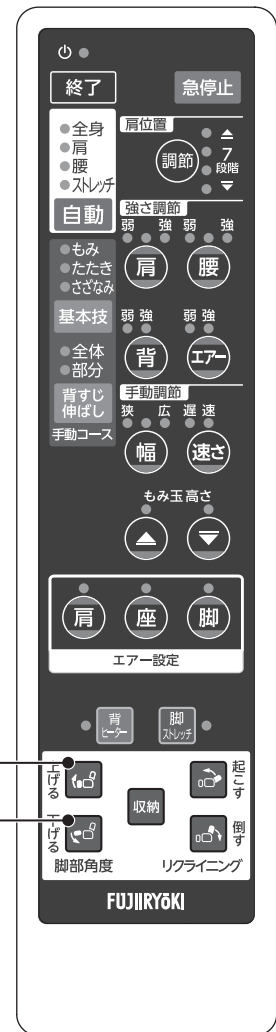 終了
急停止
全身
肩
腰
ストレッチ
自動
肩位置
調節
7
段階
強さ調節
弱 強 弱 強
肩 腰
もみ
たたき
さざなみ
基本技
弱 強 弱 強
背 エアー
全体
部分
背すじ
伸ばし
手動コース
手動調節
狭 広 遅 速
幅 速さ
もみ玉高さ
肩 座 脚
エアー設定
背
ヒーター
脚
ストレッチ
上げる
下げる
脚部角度
収納
起こす
倒す
リクライニング
FUJIIRYOKI